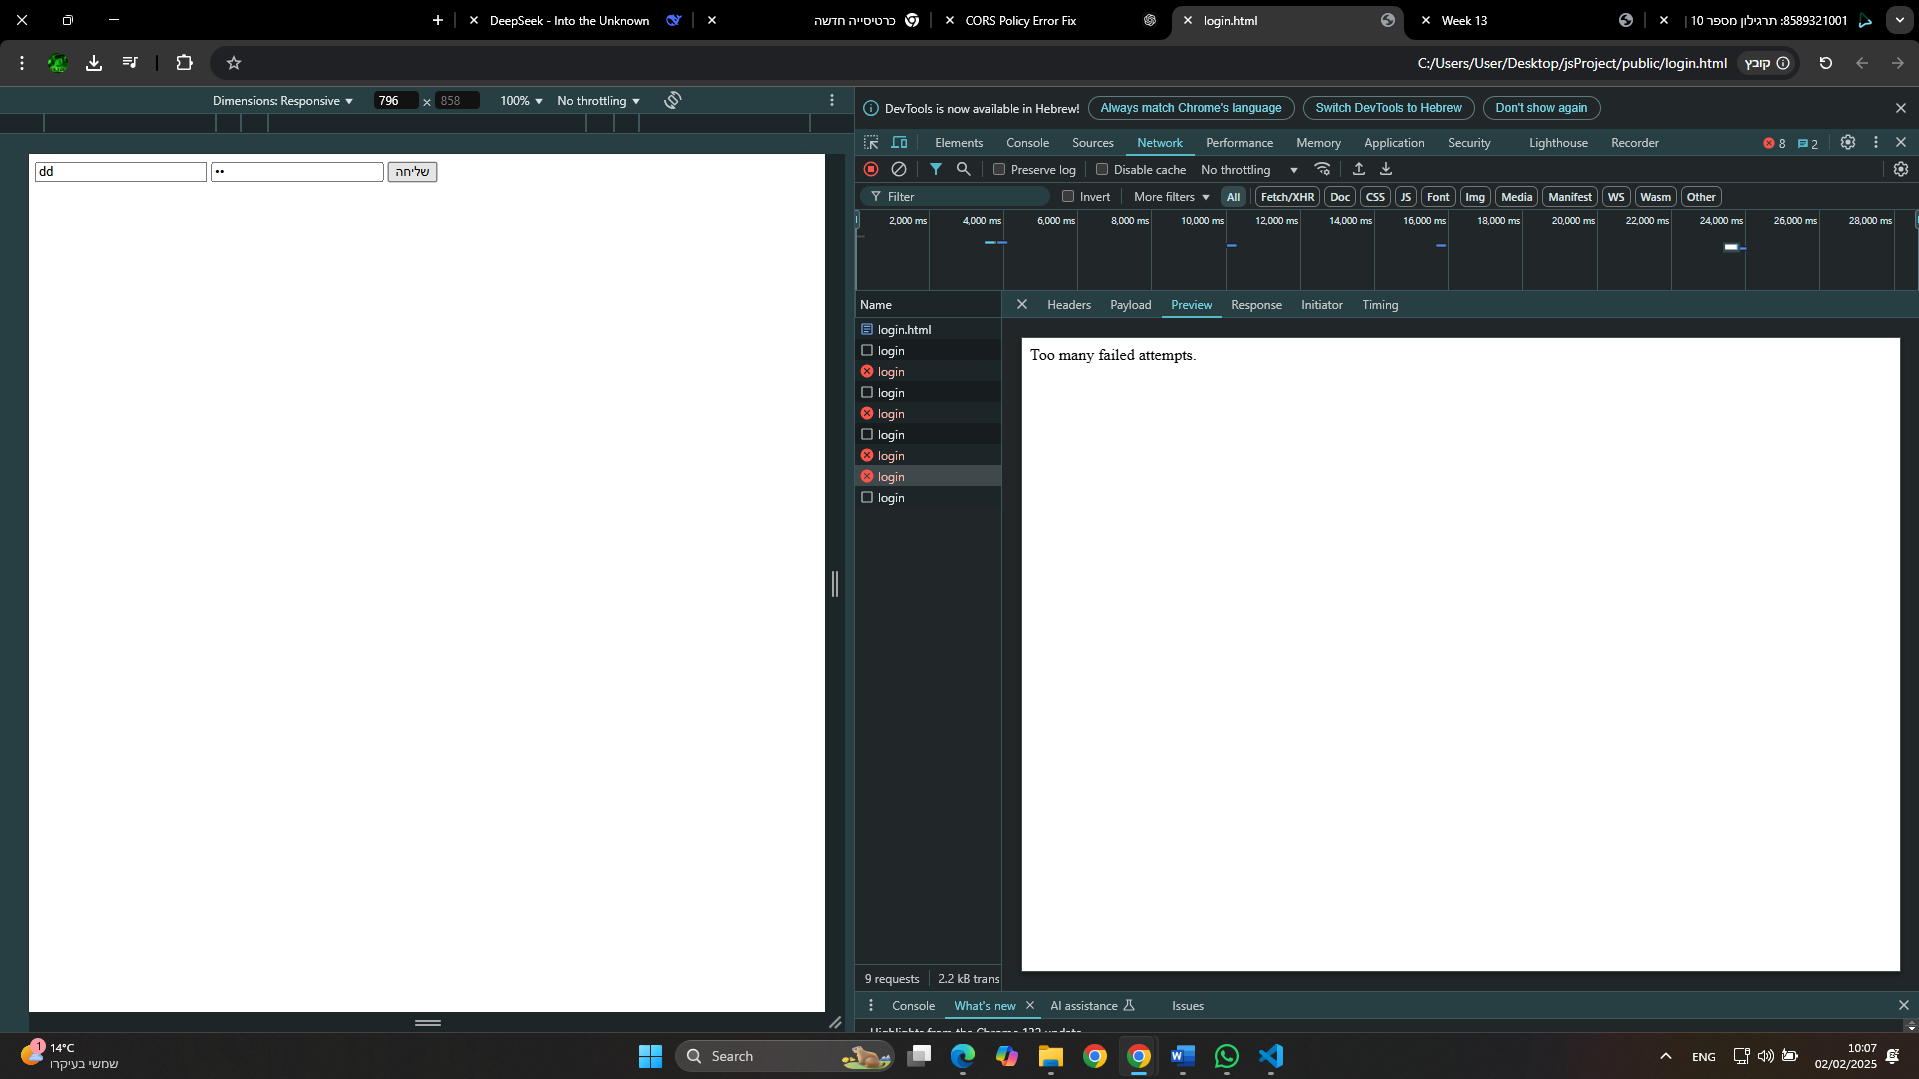 DeepSeek - Into the Unknown
כרטיסייה חדשה
CORS Policy Error Fix
login.html
Week 13
8589321001: תרגילון מספר 10 |
C:/Users/User/Desktop/jsProject/public/login.html
קובץ
Dimensions: Responsive 796 × 858 100% No throttling
DevTools is now available in Hebrew! Always match Chrome's language Switch DevTools to Hebrew Don't show again
Elements Console Sources Network Performance Memory Application Security Lighthouse Recorder 8 2
Preserve log Disable cache No throttling
Filter Invert More filters All Fetch/XHR Doc CSS JS Font Img Media Manifest WS Wasm Other
2,000 ms 4,000 ms 6,000 ms 8,000 ms 10,000 ms 12,000 ms 14,000 ms 16,000 ms 18,000 ms 20,000 ms 22,000 ms 24,000 ms 26,000 ms 28,000 ms
dd •• שליחה
Name Headers Payload Preview Response Initiator Timing
login.html
login
login
login
login
login
login
login
login
Too many failed attempts.
9 requests 2.2 kB trans
Console What's new AI assistance Issues
Highlights from the Chrome 132 update
1
14°C
שמשי בעיקרו
Search
ENG
10:07
02/02/2025